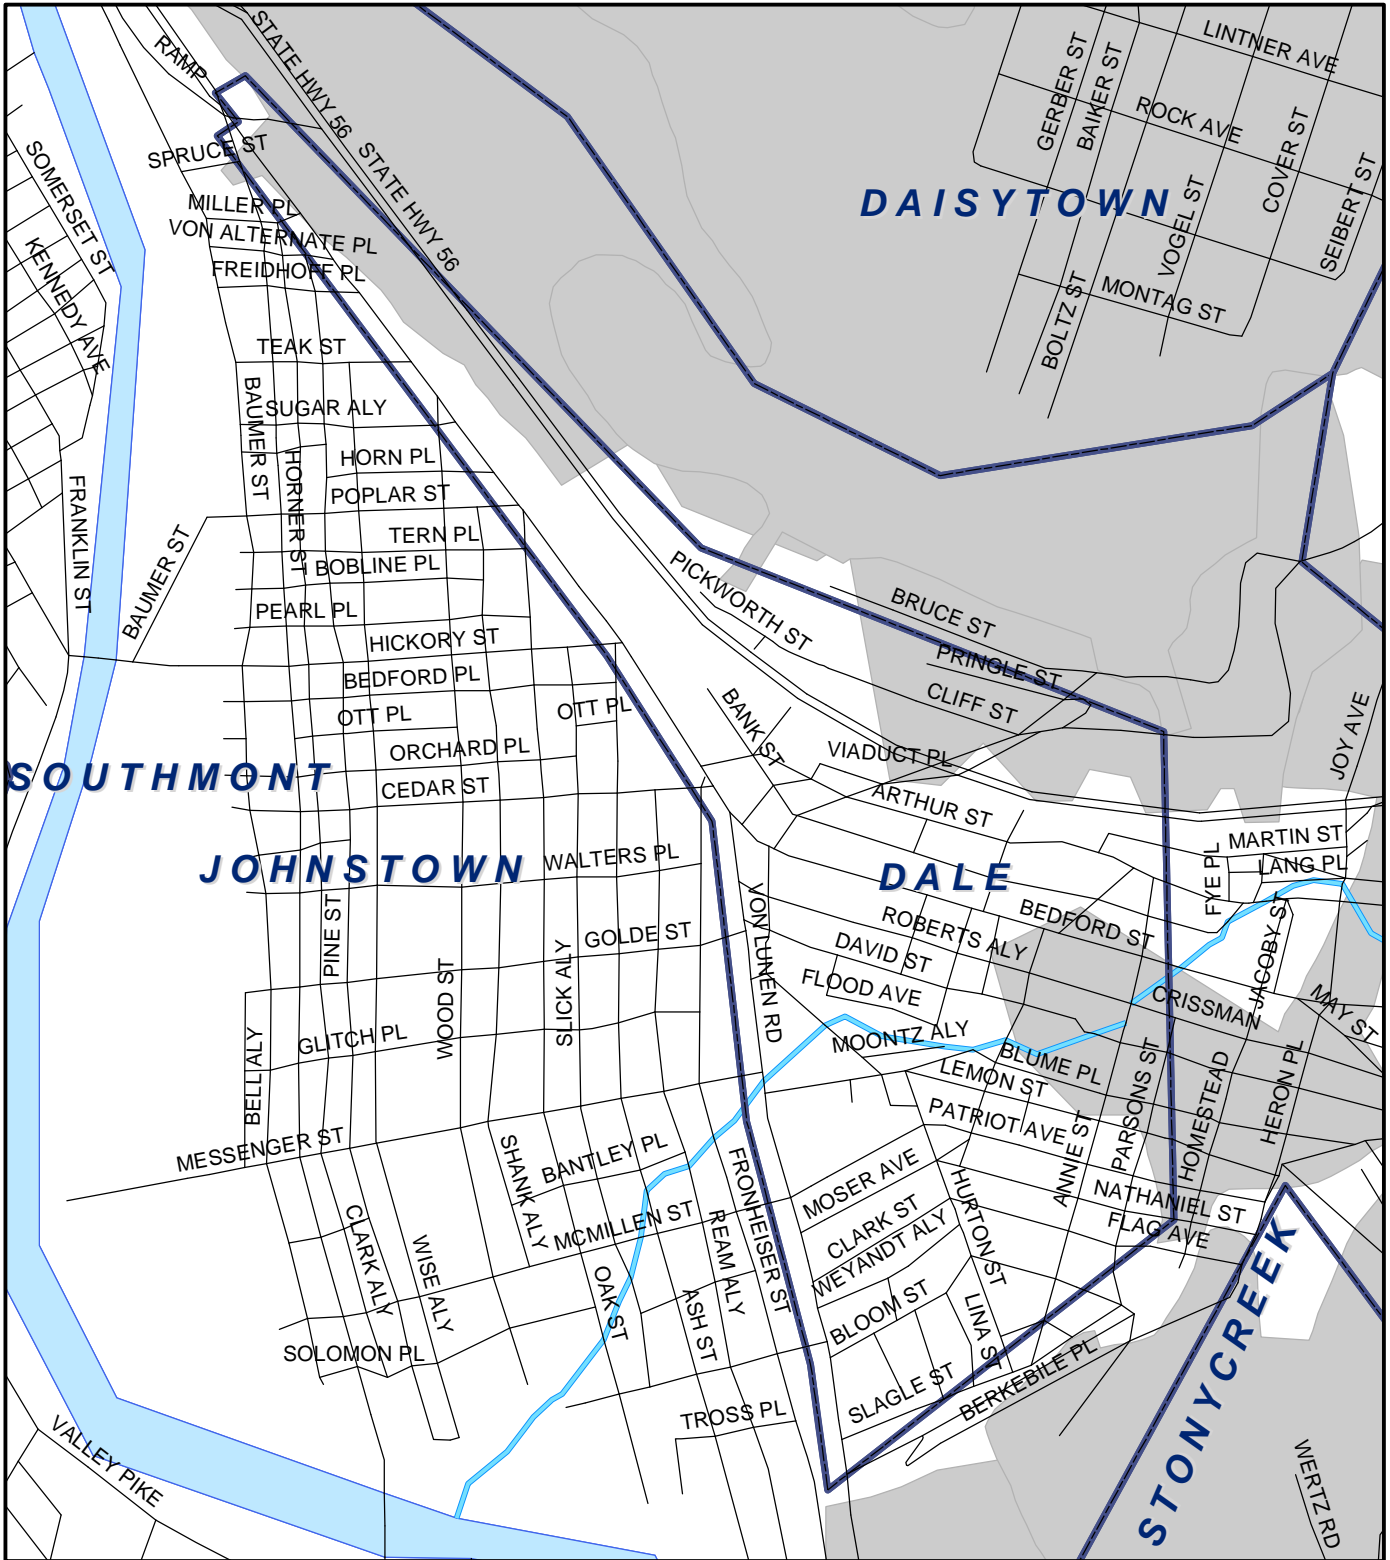 RAMP
STATE HWY 56
STATE HWY 56
LINTNER AVE
GERBER ST
BAIKER ST
ROCK AVE
COVER ST
SEIBERT ST
VOGEL ST
DAISYTOWN
MONTAG ST
BOLTZ ST
SOMERSET ST
KENNEDY AVE
SPRUCE ST
MILLER PL
VON ALTERNATE PL
FREIDHOFF PL
TEAK ST
BAUMER ST
SUGAR ALY
HORNER ST
HORN PL
POPLAR ST
TERN PL
BOBLINE PL
FRANKLIN ST
BAUMER ST
PEARL PL
HICKORY ST
BEDFORD PL
OTT PL
OTT PL
ORCHARD PL
CEDAR ST
PICKWORTH ST
BRUCE ST
PRINGLE ST
CLIFF ST
BANK ST
VIADUCT PL
JOY AVE
ARTHUR ST
MARTIN ST
LANG PL
FYE PL
SOUTHMONT
JOHNSTOWN
DALE
WALTERS PL
PINE ST
WOOD ST
SLICK ALY
GOLDE ST
VON LUNEN RD
BEDFORD ST
ROBERTS ALY
DAVID ST
FLOOD AVE
JACOBY ST
CRISSMAN
MAY ST
GLITCH PL
BELL ALY
MOONTZ ALY
BLUME PL
LEMON ST
PATRIOT AVE
ANNIE ST
PARSONS ST
HOMESTEAD
HERON PL
MESSENGER ST
SHANK ALY
BANTLEY PL
MCMILLEN ST
FRONHEISER ST
MOSER AVE
HURTON ST
NATHANIEL ST
FLAG AVE
CLARK ST
WEYANDT ALY
CLARK ALY
WISE ALY
REAM ALY
OAK ST
ASH ST
BLOOM ST
LINA ST
SOLOMON PL
SLAGLE ST
BERKEBILE PL
TROSS PL
STONYCREEK
VALLEY PIKE
WERTZ RD